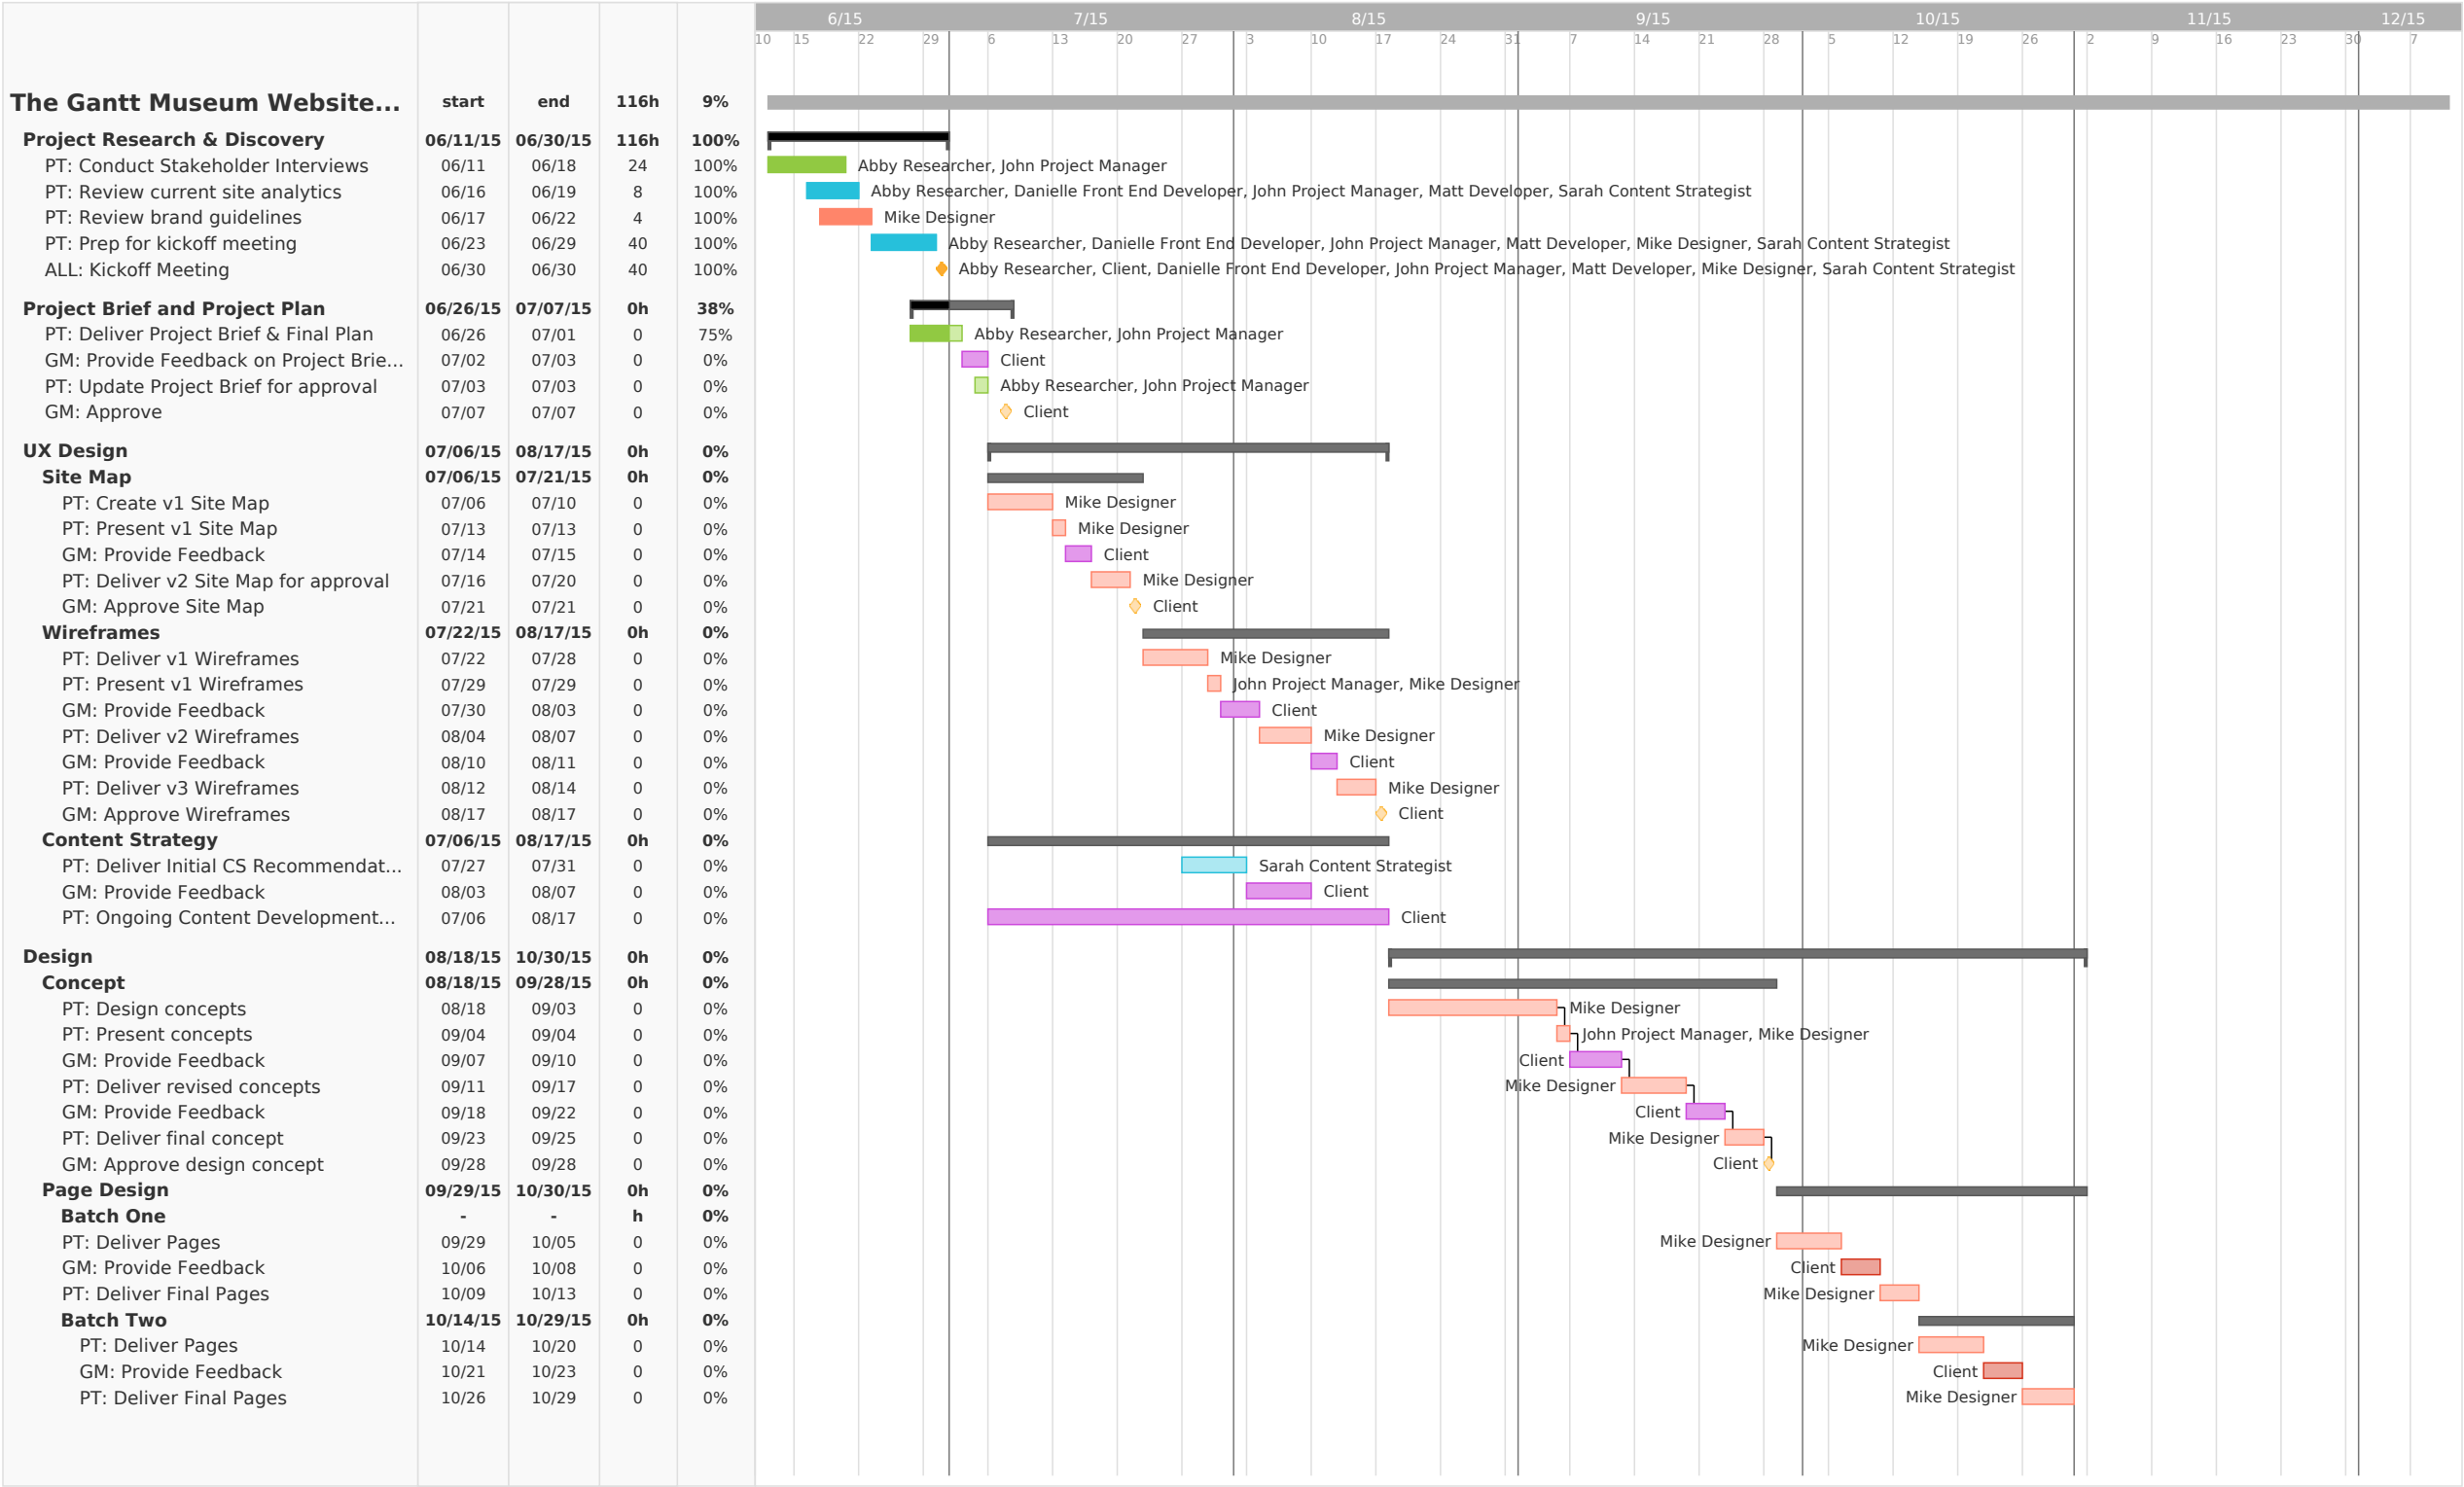 6/15 7/15 8/15 9/15 10/15 11/15 12/15
10 15 22 29 6 13 20 27 3 10 17 24 31 7 14 21 28 5 12 19 26 2 9 16 23 30 7
The Gantt Museum Website... start end 116h 9%
Project Research & Discovery 06/11/15 06/30/15 116h 100%
PT: Conduct Stakeholder Interviews 06/11 06/18 24 100% Abby Researcher, John Project Manager
PT: Review current site analytics 06/16 06/19 8 100% Abby Researcher, Danielle Front End Developer, John Project Manager, Matt Developer, Sarah Content Strategist
PT: Review brand guidelines 06/17 06/22 4 100% Mike Designer
PT: Prep for kickoff meeting 06/23 06/29 40 100% Abby Researcher, Danielle Front End Developer, John Project Manager, Matt Developer, Mike Designer, Sarah Content Strategist
ALL: Kickoff Meeting 06/30 06/30 40 100% Abby Researcher, Client, Danielle Front End Developer, John Project Manager, Matt Developer, Mike Designer, Sarah Content Strategist
Project Brief and Project Plan 06/26/15 07/07/15 0h 38%
PT: Deliver Project Brief & Final Plan 06/26 07/01 0 75% Abby Researcher, John Project Manager
GM: Provide Feedback on Project Brie... 07/02 07/03 0 0% Client
PT: Update Project Brief for approval 07/03 07/03 0 0% Abby Researcher, John Project Manager
GM: Approve 07/07 07/07 0 0% Client
UX Design 07/06/15 08/17/15 0h 0%
Site Map 07/06/15 07/21/15 0h 0%
PT: Create v1 Site Map 07/06 07/10 0 0% Mike Designer
PT: Present v1 Site Map 07/13 07/13 0 0% Mike Designer
GM: Provide Feedback 07/14 07/15 0 0% Client
PT: Deliver v2 Site Map for approval 07/16 07/20 0 0% Mike Designer
GM: Approve Site Map 07/21 07/21 0 0% Client
Wireframes 07/22/15 08/17/15 0h 0%
PT: Deliver v1 Wireframes 07/22 07/28 0 0% Mike Designer
PT: Present v1 Wireframes 07/29 07/29 0 0% John Project Manager, Mike Designer
GM: Provide Feedback 07/30 08/03 0 0% Client
PT: Deliver v2 Wireframes 08/04 08/07 0 0% Mike Designer
GM: Provide Feedback 08/10 08/11 0 0% Client
PT: Deliver v3 Wireframes 08/12 08/14 0 0% Mike Designer
GM: Approve Wireframes 08/17 08/17 0 0% Client
Content Strategy 07/06/15 08/17/15 0h 0%
PT: Deliver Initial CS Recommendat... 07/27 07/31 0 0% Sarah Content Strategist
GM: Provide Feedback 08/03 08/07 0 0% Client
PT: Ongoing Content Development... 07/06 08/17 0 0% Client
Design 08/18/15 10/30/15 0h 0%
Concept 08/18/15 09/28/15 0h 0%
PT: Design concepts 08/18 09/03 0 0% Mike Designer
PT: Present concepts 09/04 09/04 0 0% John Project Manager, Mike Designer
GM: Provide Feedback 09/07 09/10 0 0% Client
PT: Deliver revised concepts 09/11 09/17 0 0% Mike Designer
GM: Provide Feedback 09/18 09/22 0 0% Client
PT: Deliver final concept 09/23 09/25 0 0% Mike Designer
GM: Approve design concept 09/28 09/28 0 0% Client
Page Design 09/29/15 10/30/15 0h 0%
Batch One - - h 0%
PT: Deliver Pages 09/29 10/05 0 0% Mike Designer
GM: Provide Feedback 10/06 10/08 0 0% Client
PT: Deliver Final Pages 10/09 10/13 0 0% Mike Designer
Batch Two 10/14/15 10/29/15 0h 0%
PT: Deliver Pages 10/14 10/20 0 0% Mike Designer
GM: Provide Feedback 10/21 10/23 0 0% Client
PT: Deliver Final Pages 10/26 10/29 0 0% Mike Designer